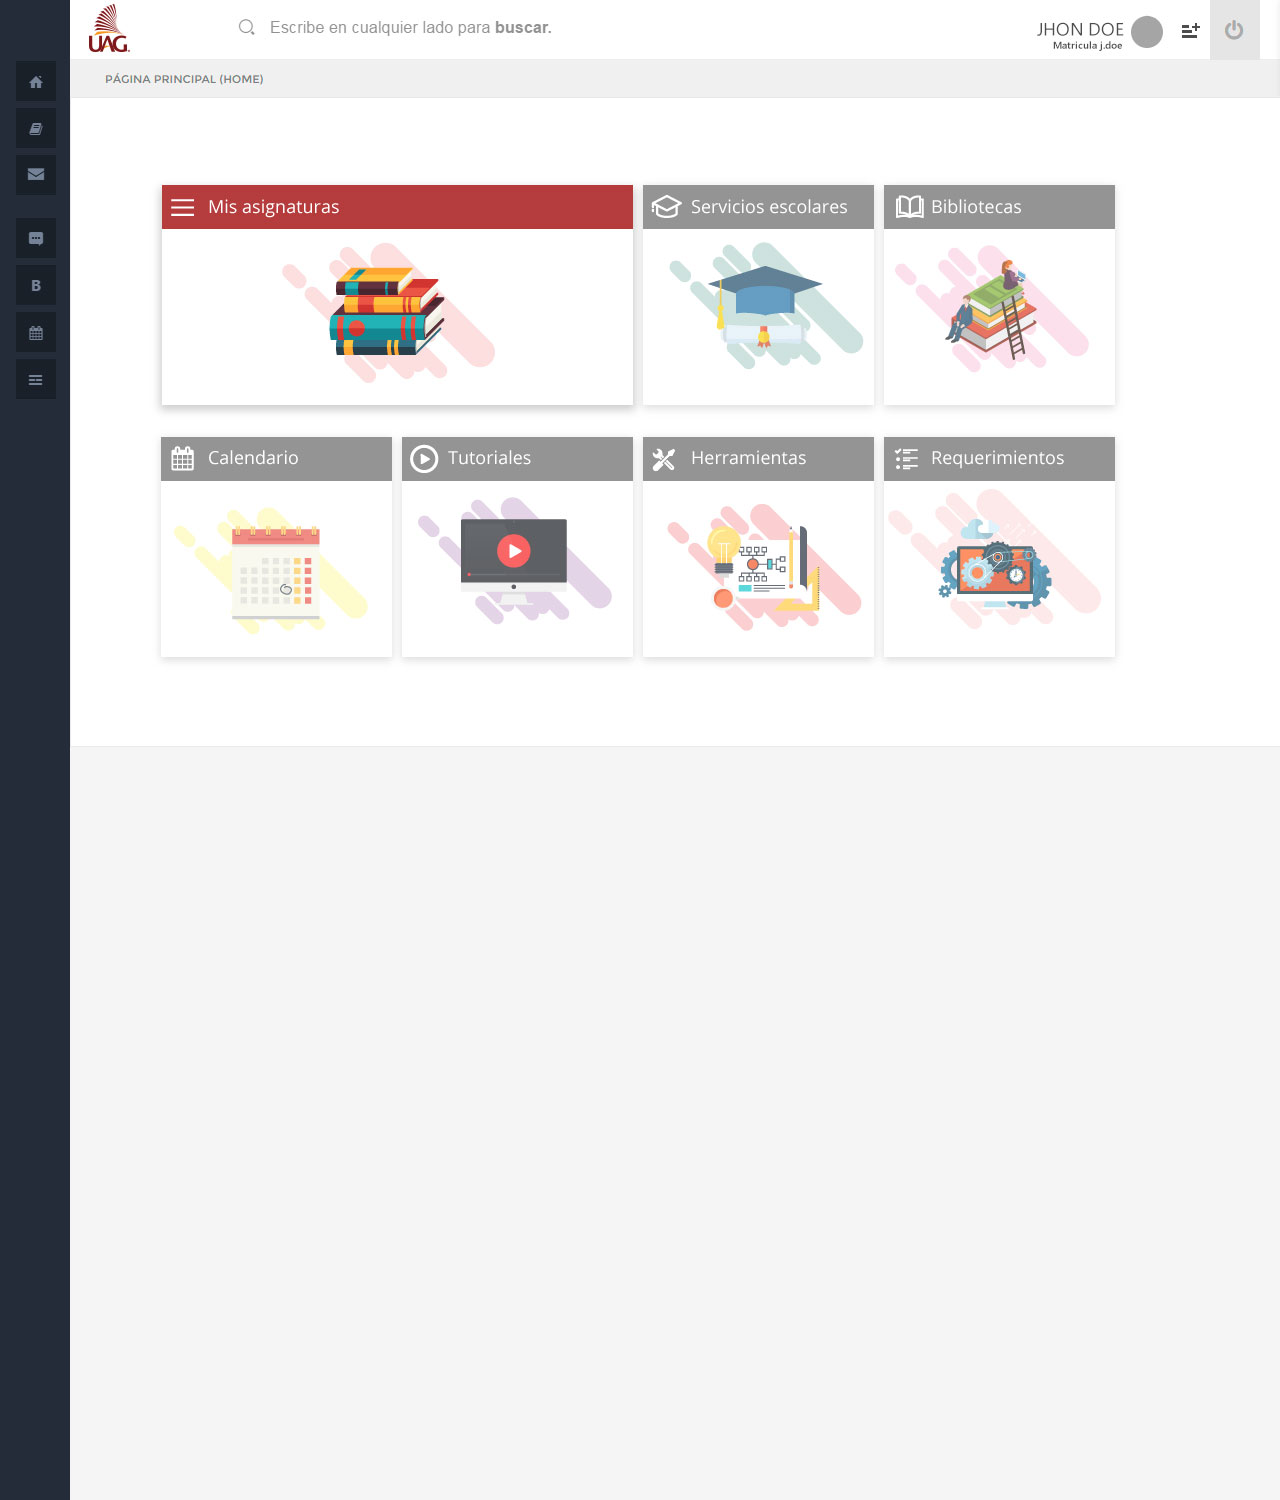 UAG
Escribe en cualquier lado para buscar.
JHON DOE
Matricula j.doe
PÁGINA PRINCIPAL (HOME)
B
Mis asignaturas
Servicios escolares
Bibliotecas
Calendario
Tutoriales
Herramientas
Requerimientos